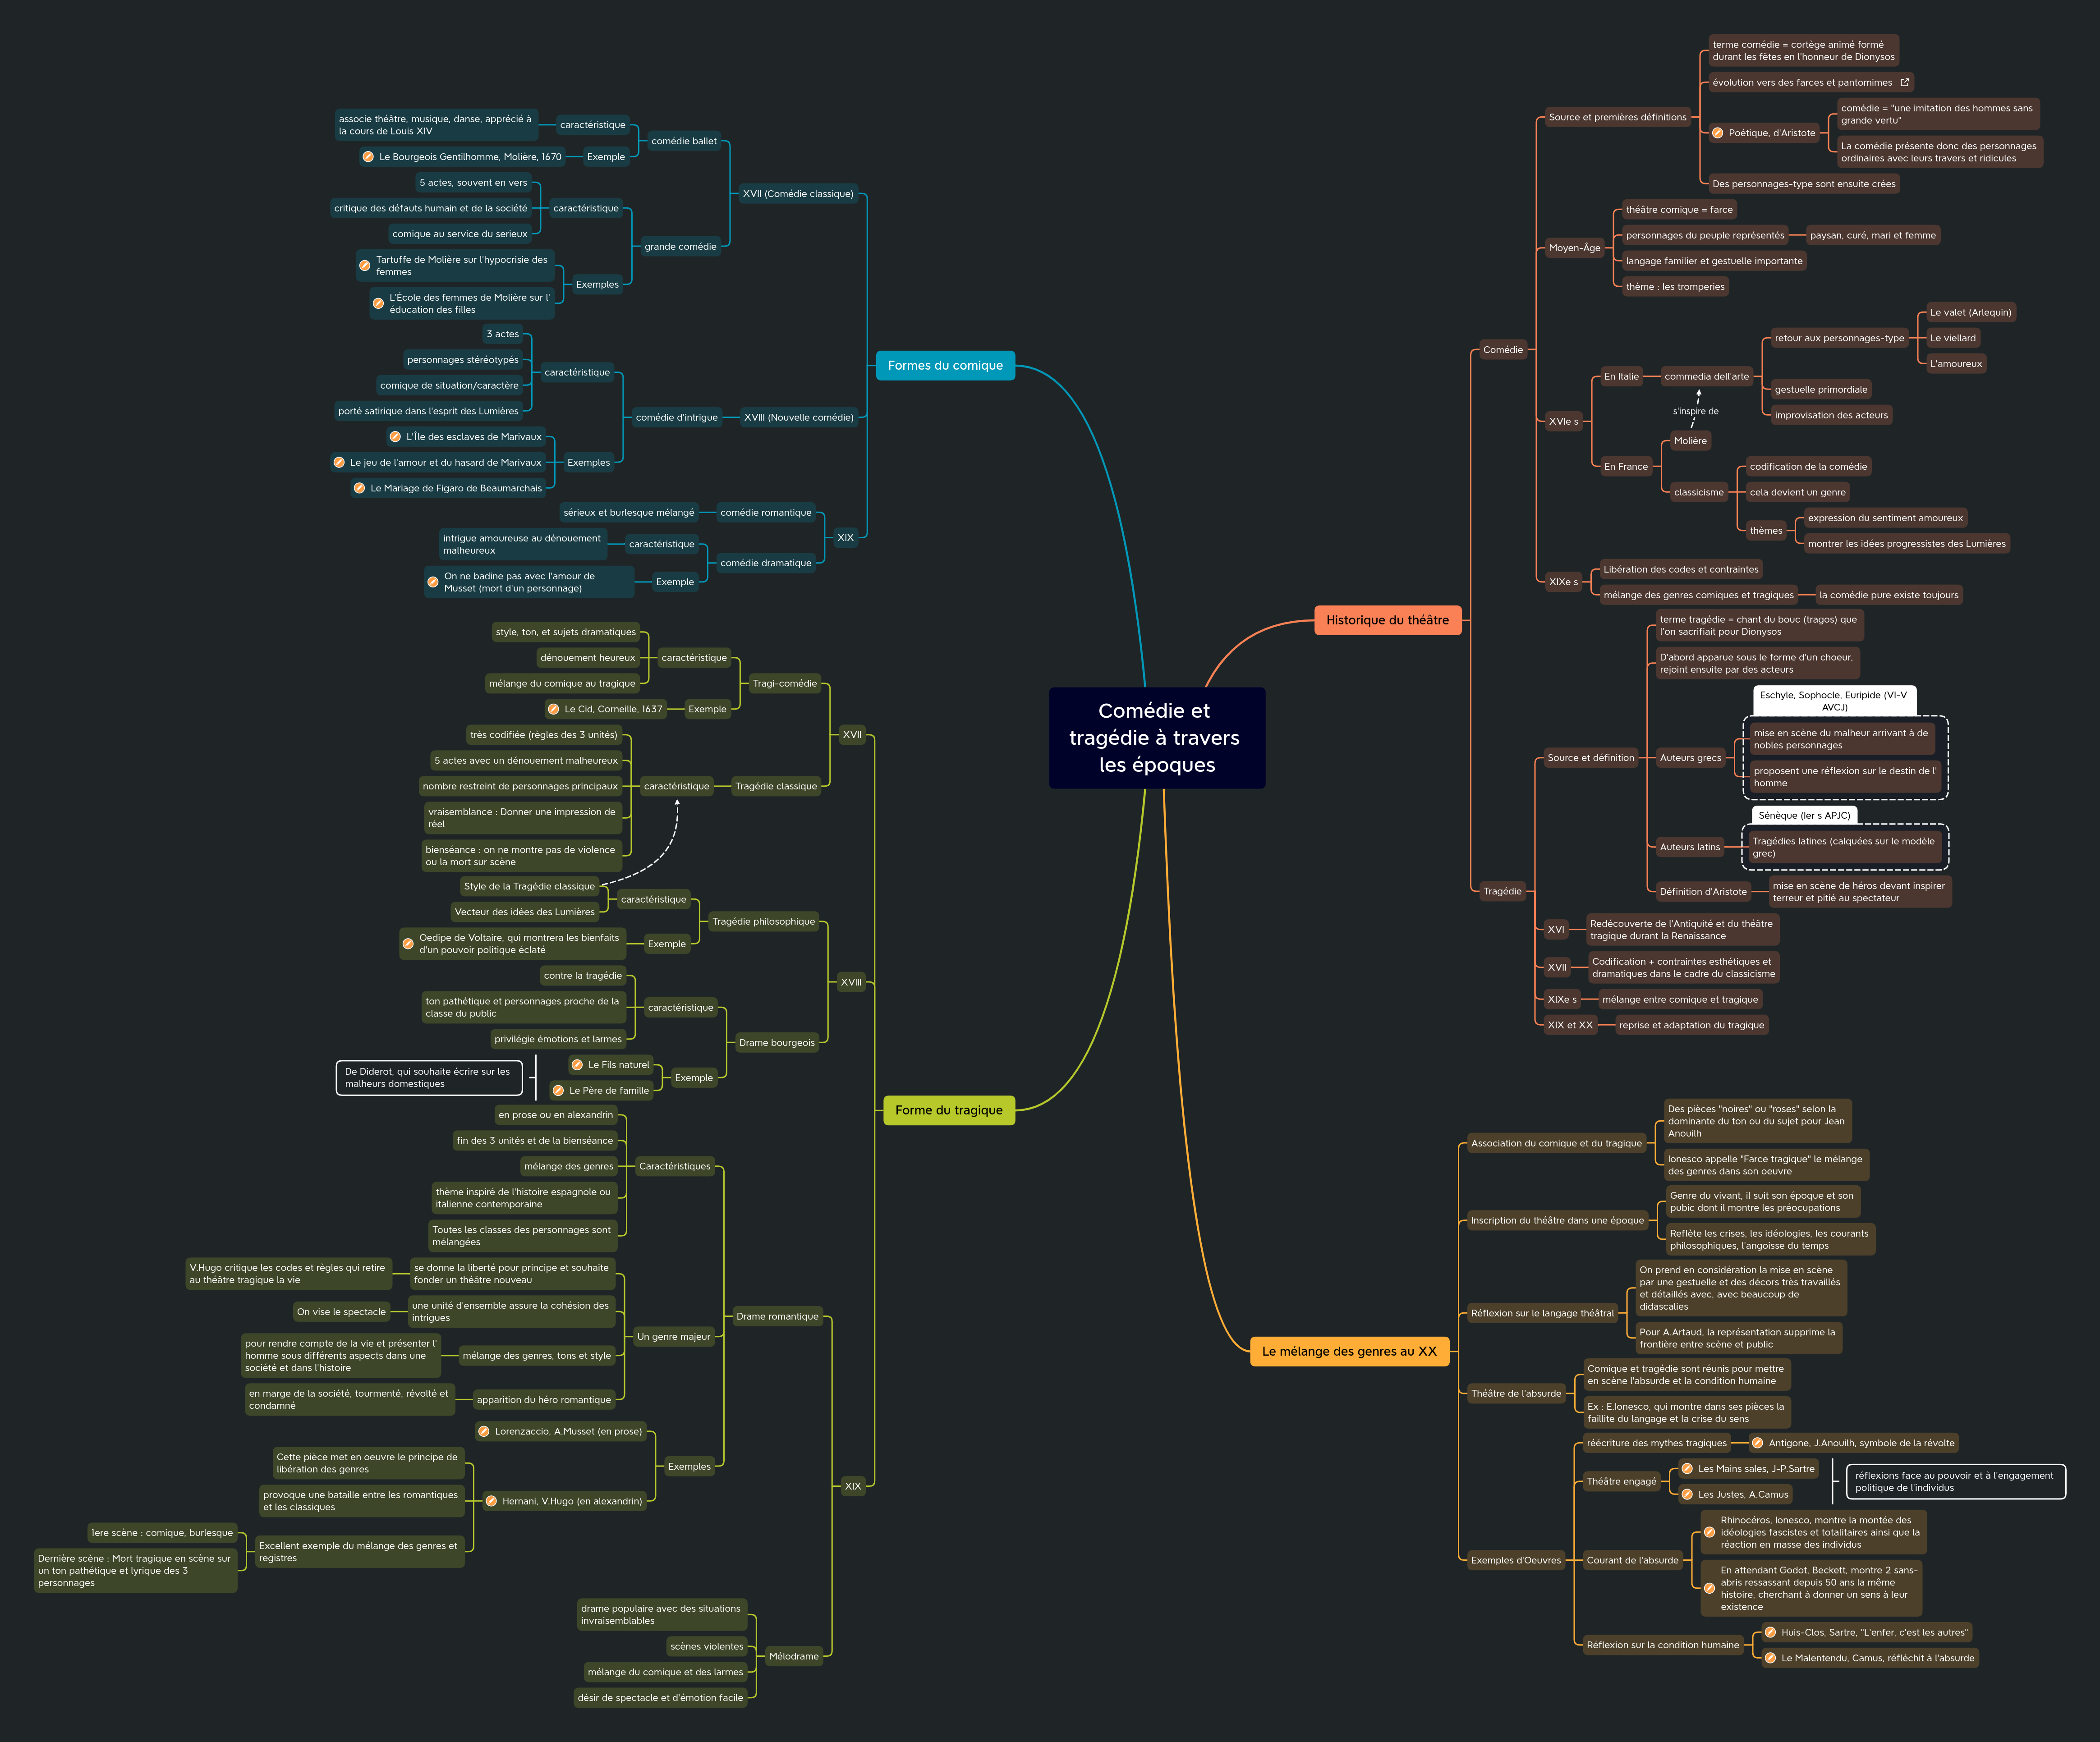 Comédie et
tragédie à travers
les époques
Formes du comique
XVII (Comédie classique)
comédie ballet
caractéristique
associe théâtre, musique, danse, apprécié à
la cours de Louis XIV
Exemple
Le Bourgeois Gentilhomme, Molière, 1670
grande comédie
caractéristique
5 actes, souvent en vers
critique des défauts humain et de la société
comique au service du serieux
Exemples
Tartuffe de Molière sur l'hypocrisie des
femmes
L'École des femmes de Molière sur l'
éducation des filles
XVIII (Nouvelle comédie)
comédie d'intrigue
caractéristique
3 actes
personnages stéréotypés
comique de situation/caractère
porté satirique dans l'esprit des Lumières
Exemples
L'Île des esclaves de Marivaux
Le jeu de l'amour et du hasard de Marivaux
Le Mariage de Figaro de Beaumarchais
XIX
comédie romantique
sérieux et burlesque mélangé
comédie dramatique
caractéristique
intrigue amoureuse au dénouement
malheureux
Exemple
On ne badine pas avec l'amour de
Musset (mort d'un personnage)
Forme du tragique
XVII
Tragi-comédie
caractéristique
style, ton, et sujets dramatiques
dénouement heureux
mélange du comique au tragique
Exemple
Le Cid, Corneille, 1637
Tragédie classique
caractéristique
très codifiée (règles des 3 unités)
5 actes avec un dénouement malheureux
nombre restreint de personnages principaux
vraisemblance : Donner une impression de
réel
bienséance : on ne montre pas de violence
ou la mort sur scène
XVIII
Tragédie philosophique
caractéristique
Style de la Tragédie classique
Vecteur des idées des Lumières
Exemple
Oedipe de Voltaire, qui montrera les bienfaits
d'un pouvoir politique éclaté
Drame bourgeois
caractéristique
contre la tragédie
ton pathétique et personnages proche de la
classe du public
privilégie émotions et larmes
Exemple
Le Fils naturel
Le Père de famille
De Diderot, qui souhaite écrire sur les
malheurs domestiques
XIX
Drame romantique
Caractéristiques
en prose ou en alexandrin
fin des 3 unités et de la bienséance
mélange des genres
thème inspiré de l'histoire espagnole ou
italienne contemporaine
Toutes les classes des personnages sont
mélangées
Un genre majeur
se donne la liberté pour principe et souhaite
fonder un théâtre nouveau
V.Hugo critique les codes et règles qui retire
au théâtre tragique la vie
une unité d'ensemble assure la cohésion des
intrigues
On vise le spectacle
mélange des genres, tons et style
pour rendre compte de la vie et présenter l'
homme sous différents aspects dans une
société et dans l'histoire
apparition du héro romantique
en marge de la société, tourmenté, révolté et
condamné
Exemples
Lorenzaccio, A.Musset (en prose)
Hernani, V.Hugo (en alexandrin)
Cette pièce met en oeuvre le principe de
libération des genres
provoque une bataille entre les romantiques
et les classiques
Excellent exemple du mélange des genres et
registres
1ere scène : comique, burlesque
Dernière scène : Mort tragique en scène sur
un ton pathétique et lyrique des 3
personnages
Mélodrame
drame populaire avec des situations
invraisemblables
scènes violentes
mélange du comique et des larmes
désir de spectacle et d'émotion facile
Historique du théâtre
Comédie
Source et premières définitions
terme comédie = cortège animé formé
durant les fêtes en l'honneur de Dionysos
évolution vers des farces et pantomimes
Poétique, d'Aristote
comédie = "une imitation des hommes sans
grande vertu"
La comédie présente donc des personnages
ordinaires avec leurs travers et ridicules
Des personnages-type sont ensuite crées
Moyen-Âge
théâtre comique = farce
personnages du peuple représentés
paysan, curé, mari et femme
langage familier et gestuelle importante
thème : les tromperies
XVIe s
En Italie
commedia dell'arte
retour aux personnages-type
Le valet (Arlequin)
Le viellard
L'amoureux
gestuelle primordiale
improvisation des acteurs
s'inspire de
En France
Molière
classicisme
codification de la comédie
cela devient un genre
thèmes
expression du sentiment amoureux
montrer les idées progressistes des Lumières
XIXe s
Libération des codes et contraintes
mélange des genres comiques et tragiques
la comédie pure existe toujours
Tragédie
Source et définition
terme tragédie = chant du bouc (tragos) que
l'on sacrifiait pour Dionysos
D'abord apparue sous le forme d'un choeur,
rejoint ensuite par des acteurs
Auteurs grecs
Eschyle, Sophocle, Euripide (VI-V
AVCJ)
mise en scène du malheur arrivant à de
nobles personnages
proposent une réflexion sur le destin de l'
homme
Auteurs latins
Sénèque (Ier s APJC)
Tragédies latines (calquées sur le modèle
grec)
Définition d'Aristote
mise en scène de héros devant inspirer
terreur et pitié au spectateur
XVI
Redécouverte de l'Antiquité et du théâtre
tragique durant la Renaissance
XVII
Codification + contraintes esthétiques et
dramatiques dans le cadre du classicisme
XIXe s
mélange entre comique et tragique
XIX et XX
reprise et adaptation du tragique
Le mélange des genres au XX
Association du comique et du tragique
Des pièces "noires" ou "roses" selon la
dominante du ton ou du sujet pour Jean
Anouilh
Ionesco appelle "Farce tragique" le mélange
des genres dans son oeuvre
Inscription du théâtre dans une époque
Genre du vivant, il suit son époque et son
pubic dont il montre les préocupations
Reflète les crises, les idéologies, les courants
philosophiques, l'angoisse du temps
Réflexion sur le langage théâtral
On prend en considération la mise en scène
par une gestuelle et des décors très travaillés
et détaillés avec, avec beaucoup de
didascalies
Pour A.Artaud, la représentation supprime la
frontière entre scène et public
Théâtre de l'absurde
Comique et tragédie sont réunis pour mettre
en scène l'absurde et la condition humaine
Ex : E.Ionesco, qui montre dans ses pièces la
faillite du langage et la crise du sens
Exemples d'Oeuvres
réécriture des mythes tragiques
Antigone, J.Anouilh, symbole de la révolte
Théâtre engagé
Les Mains sales, J-P.Sartre
Les Justes, A.Camus
réflexions face au pouvoir et à l'engagement
politique de l'individus
Courant de l'absurde
Rhinocéros, Ionesco, montre la montée des
idéologies fascistes et totalitaires ainsi que la
réaction en masse des individus
En attendant Godot, Beckett, montre 2 sans-
abris ressassant depuis 50 ans la même
histoire, cherchant à donner un sens à leur
existence
Réflexion sur la condition humaine
Huis-Clos, Sartre, "L'enfer, c'est les autres"
Le Malentendu, Camus, réfléchit à l'absurde